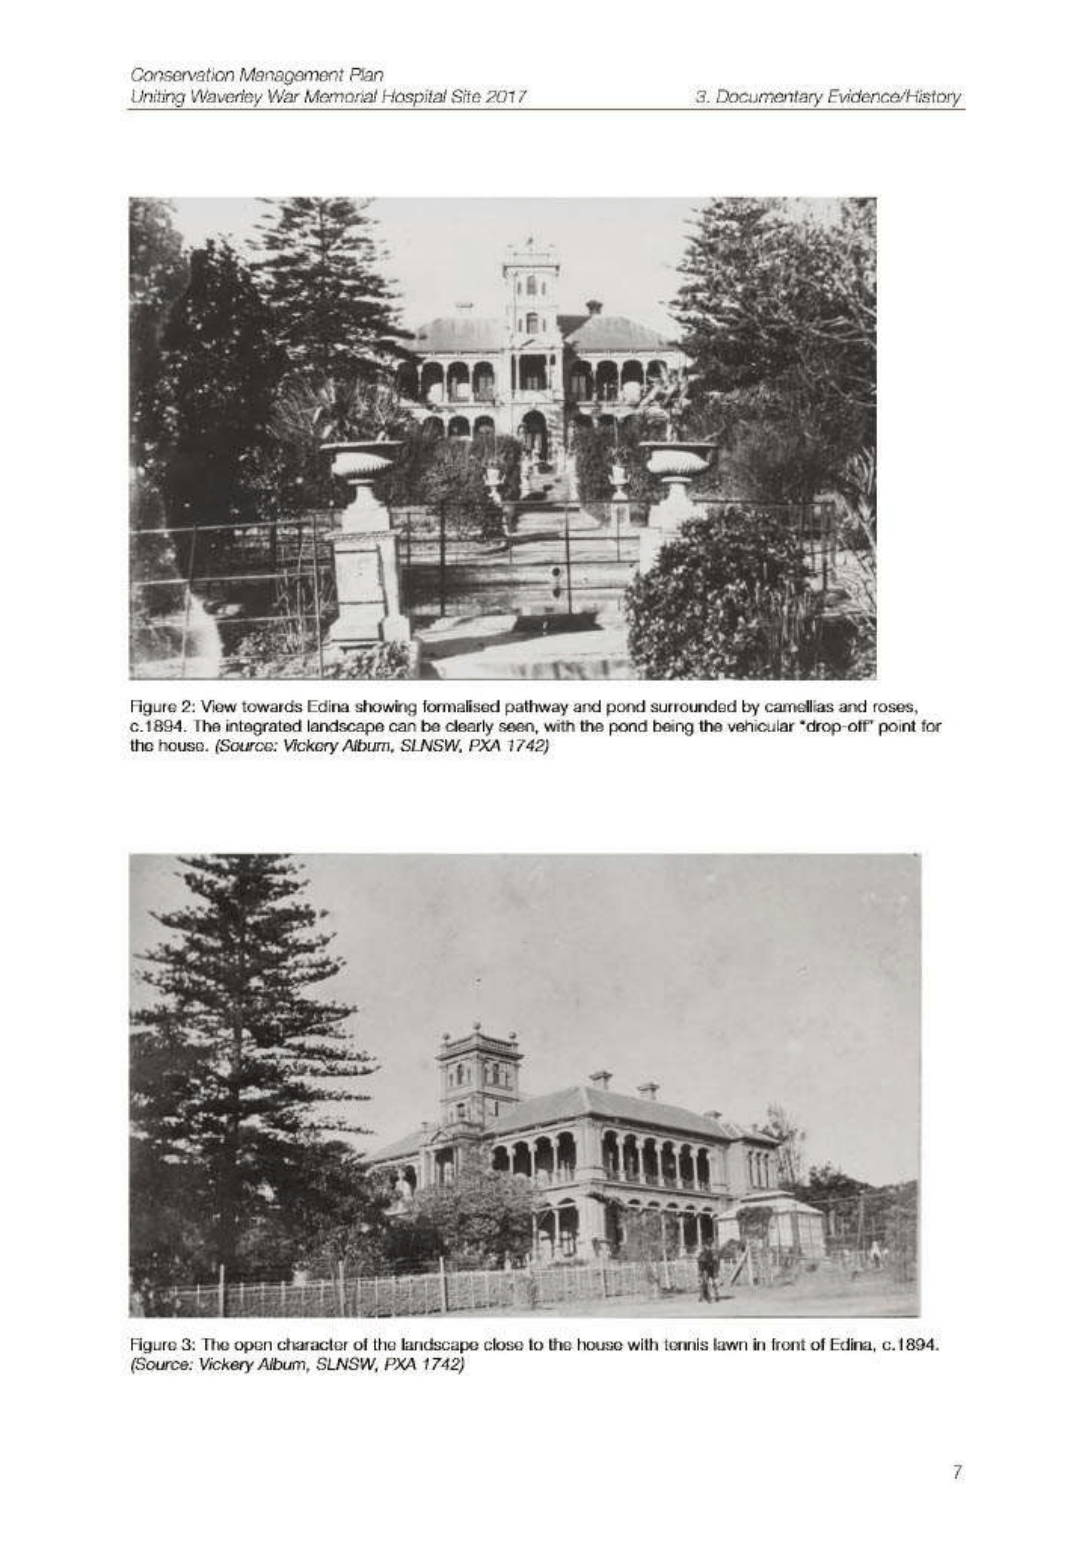 Conservation Management Plan
Uniting Waverley War Memorial Hospital Site 2017
3. Documentary Evidence/History
Figure 2: View towards Edina showing formalised pathway and pond surrounded by camellias and roses,
c.1894. The integrated landscape can be clearly seen, with the pond being the vehicular "drop-off" point for
the house. (Source: Vickery Album, SLNSW, PXA 1742)
Figure 3: The open character of the landscape close to the house with tennis lawn in front of Edina, c.1894.
(Source: Vickery Album, SLNSW, PXA 1742)
7